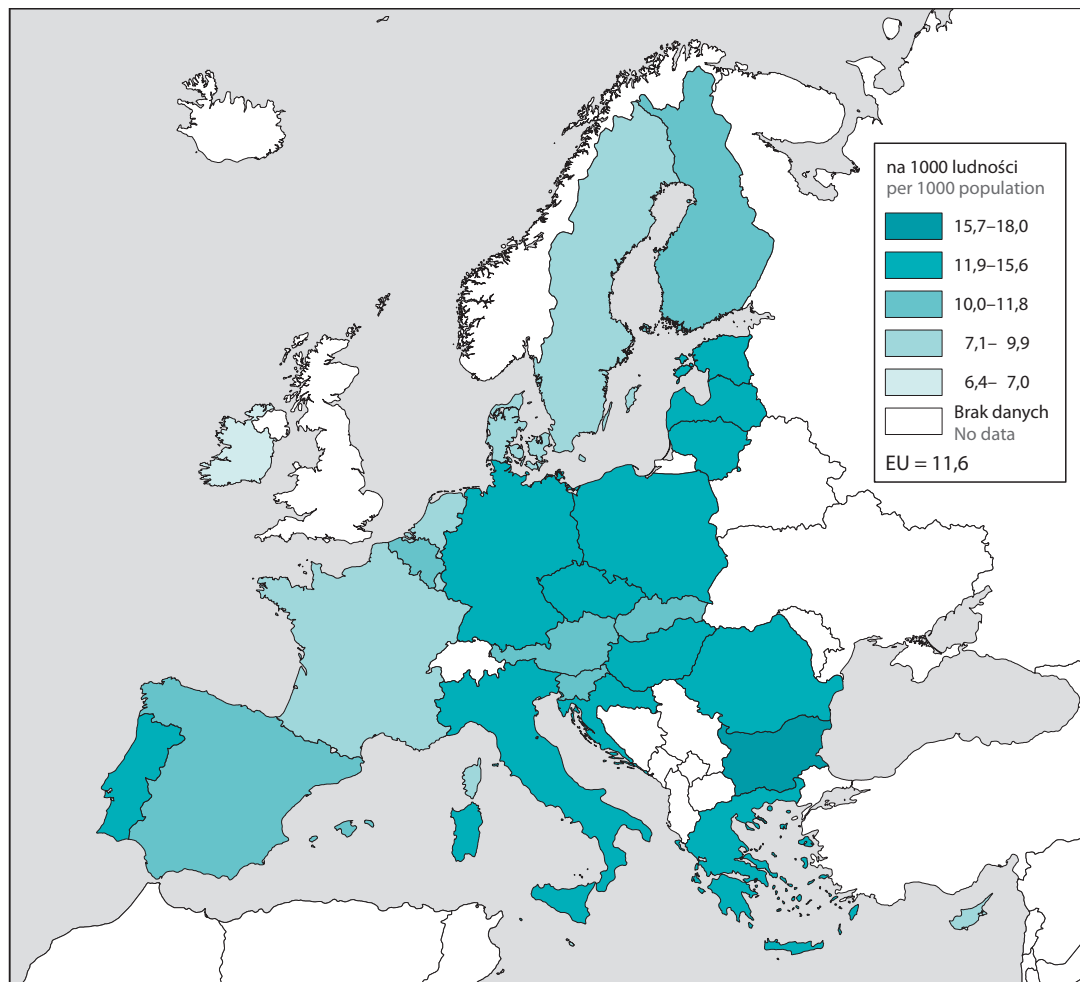 na 1000 ludności
per 1000 population
15,7–18,0
11,9–15,6
10,0–11,8
7,1– 9,9
6,4– 7,0
Brak danych
No data
EU = 11,6